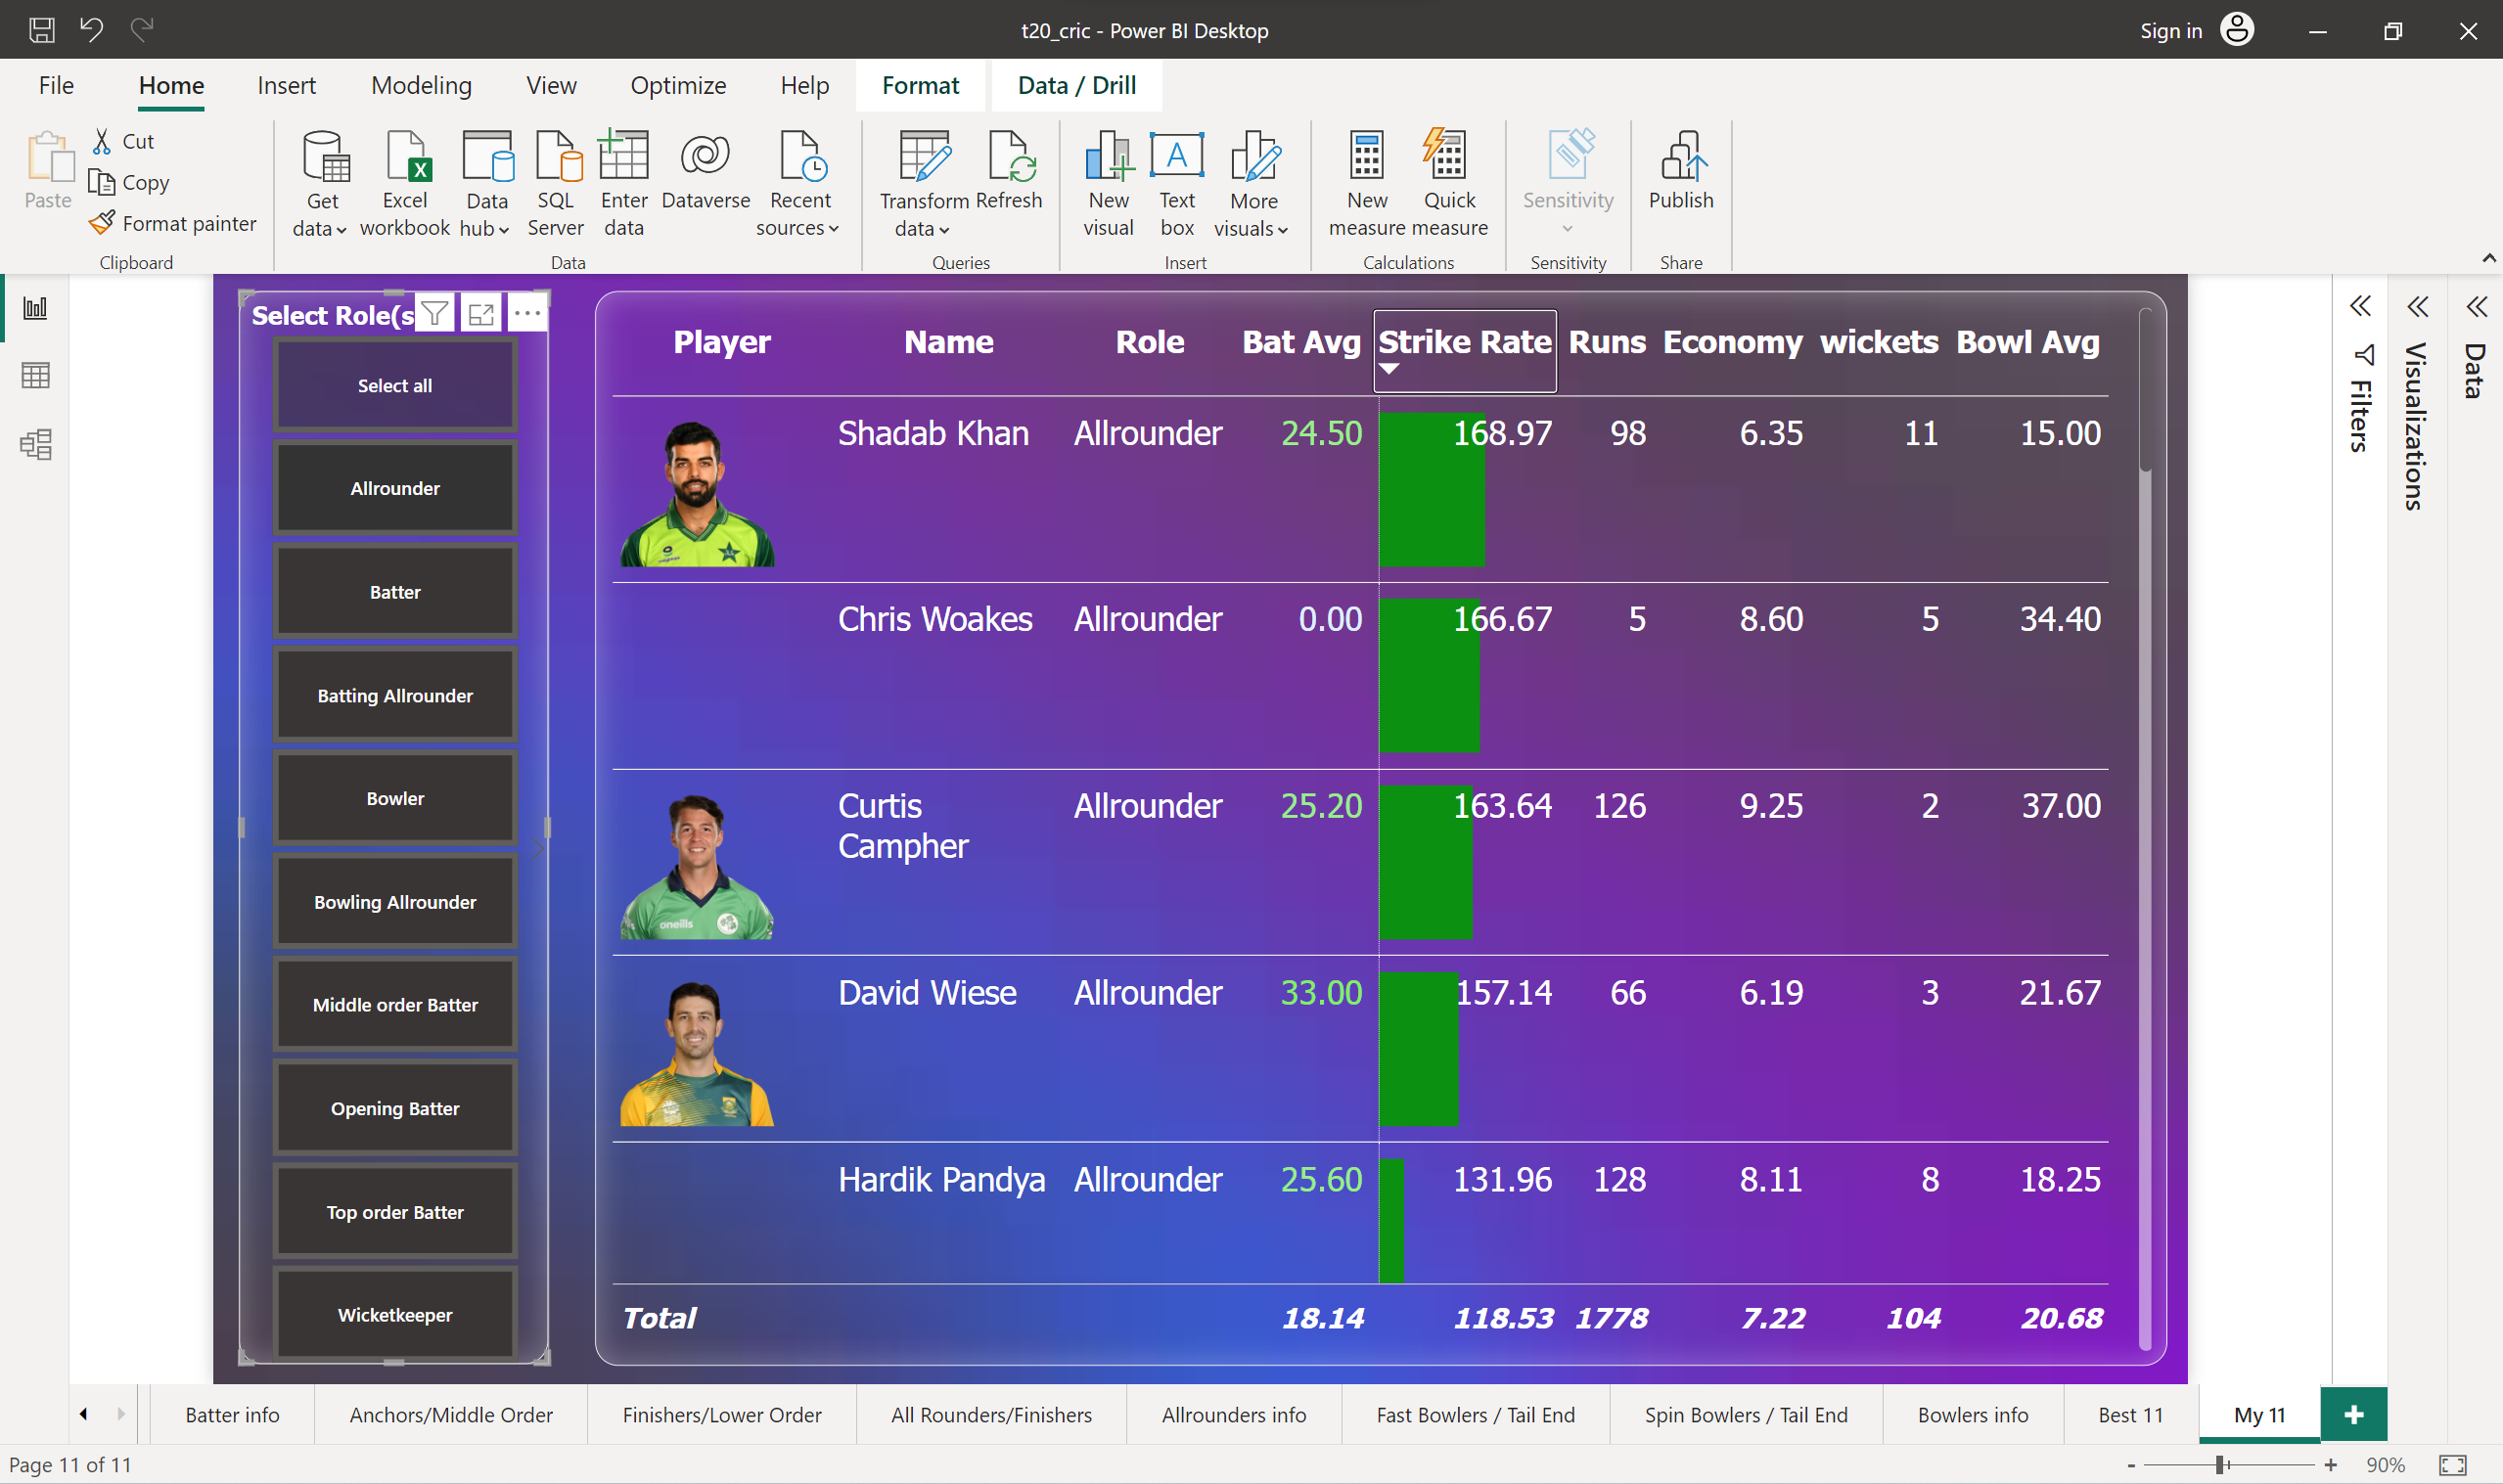 t20_cric - Power BI Desktop
Sign in
File Home Insert Modeling View Optimize Help Format Data / Drill
Paste
Cut
Copy
Format painter
Clipboard
Get data
Excel workbook
Data hub
SQL Server
Enter data
Dataverse
Recent sources
Data
Transform data
Refresh
Queries
New visual
Text box
More visuals
Insert
New measure
Quick measure
Calculations
Sensitivity
Sensitivity
Publish
Share
Select Role(s
Select all
Allrounder
Batter
Batting Allrounder
Bowler
Bowling Allrounder
Middle order Batter
Opening Batter
Top order Batter
Wicketkeeper
Player Name Role Bat Avg Strike Rate Runs Economy wickets Bowl Avg
Shadab Khan Allrounder 24.50 168.97 98 6.35 11 15.00
Chris Woakes Allrounder 0.00 166.67 5 8.60 5 34.40
Curtis Allrounder 25.20 163.64 126 9.25 2 37.00
Campher
David Wiese Allrounder 33.00 157.14 66 6.19 3 21.67
Hardik Pandya Allrounder 25.60 131.96 128 8.11 8 18.25
Total 18.14 118.53 1778 7.22 104 20.68
Filters
Visualizations
Data
Batter info Anchors/Middle Order Finishers/Lower Order All Rounders/Finishers Allrounders info Fast Bowlers / Tail End Spin Bowlers / Tail End Bowlers info Best 11 My 11
Page 11 of 11
- + 90%